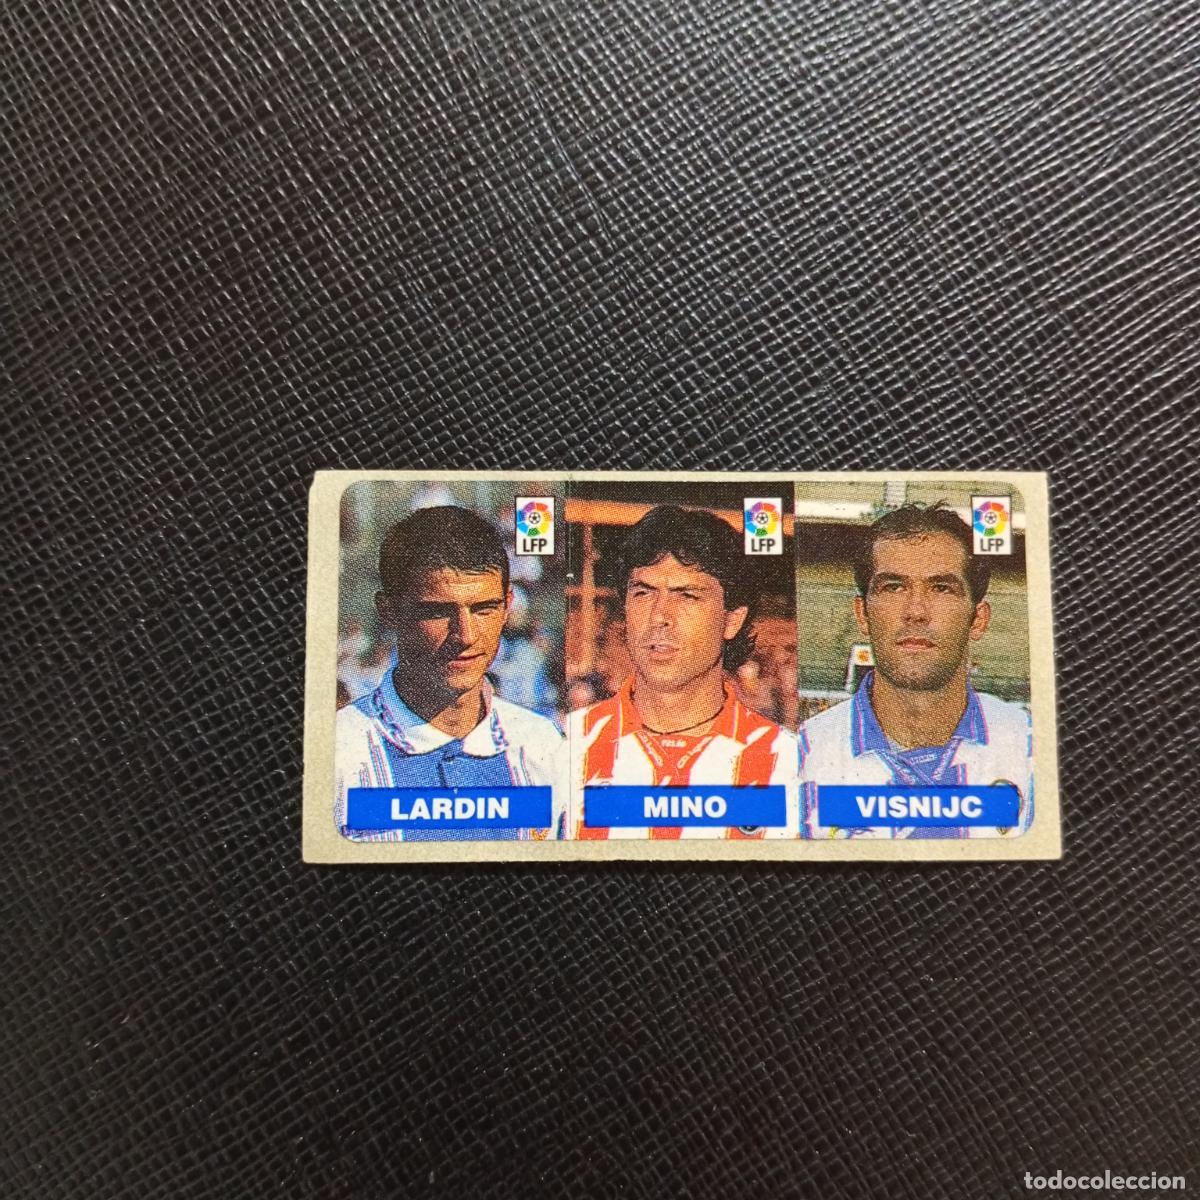 LFP
LFP
LFP
LARDIN
MINO
VISNIJC
todocoleccion